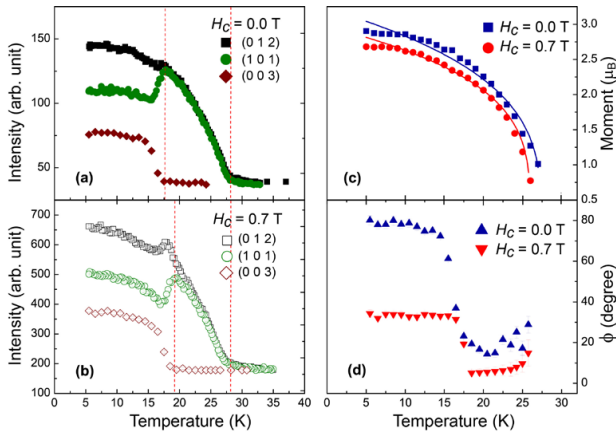 H_C = 0.0 T
(0 1 2)
(1 0 1)
(0 0 3)
(a)
Intensity (arb. unit)
150
100
50
H_C = 0.7 T
(0 1 2)
(1 0 1)
(0 0 3)
(b)
Intensity (arb. unit)
700
600
500
400
300
200
100
0 5 10 15 20 25 30 35 40
Temperature (K)
H_C = 0.0 T
H_C = 0.7 T
(c)
Moment (μ_B)
3.0
2.5
2.0
1.5
1.0
0.5
H_C = 0.0 T
H_C = 0.7 T
(d)
ϕ (degree)
80
60
40
20
0
0 5 10 15 20 25 30
Temperature (K)